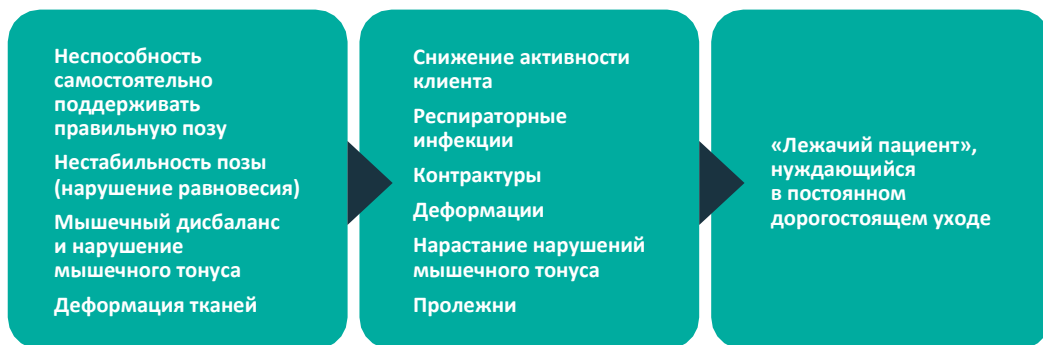 Неспособность
самостоятельно
поддерживать
правильную позу
Нестабильность позы
(нарушение равновесия)
Мышечный дисбаланс
и нарушение
мышечного тонуса
Деформация тканей
Снижение активности
клиента
Респираторные
инфекции
Контрактуры
Деформации
Нарастание нарушений
мышечного тонуса
Пролежни
«Лежачий пациент»,
нуждающийся
в постоянном
дорогостоящем уходе